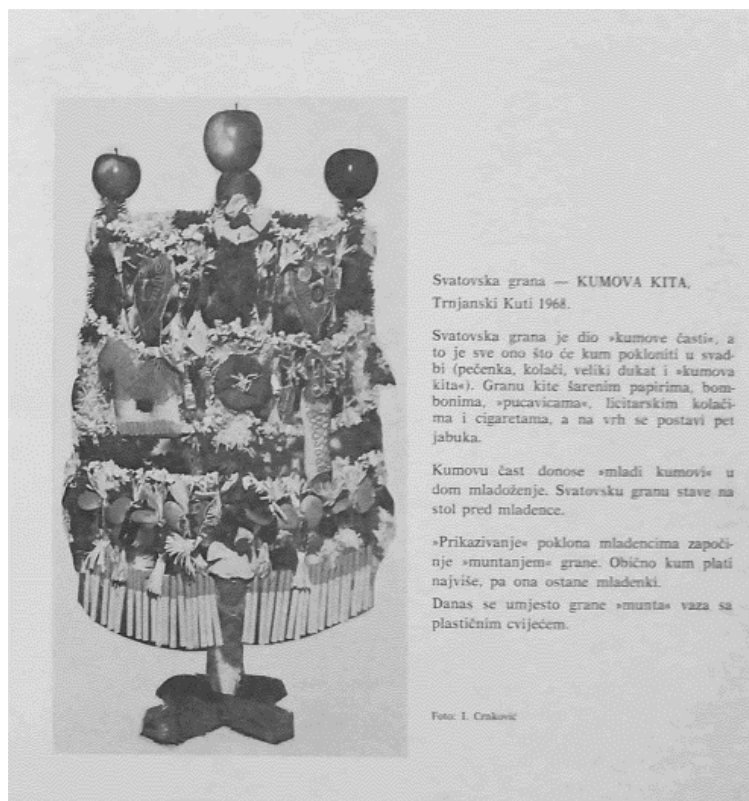 Svatovska grana — KUMOVA KITA,
Trnjanski Kuti 1968.
Svatovska grana je dio »kumove časti«, a
to je sve ono što će kum pokloniti u svad-
bi (pečenka, kolači, veliki dukat i »kumova
kita«). Granu kite šarenim papirima, bom-
bonima, »pucavicama«, licitarskim kolači-
ma i cigaretama, a na vrh se postavi pet
jabuka.
Kumovu čast donose »mladi kumovi« u
dom mladoženje. Svatovsku granu stave na
stol pred mladence.
»Prikazivanje« poklona mladencima započi-
nje »muntanjem« grane. Obično kum plati
najviše, pa ona ostane mladenki.
Danas se umjesto grane »munta« vaza sa
plastičnim cvijećem.
Foto: I. Crnković